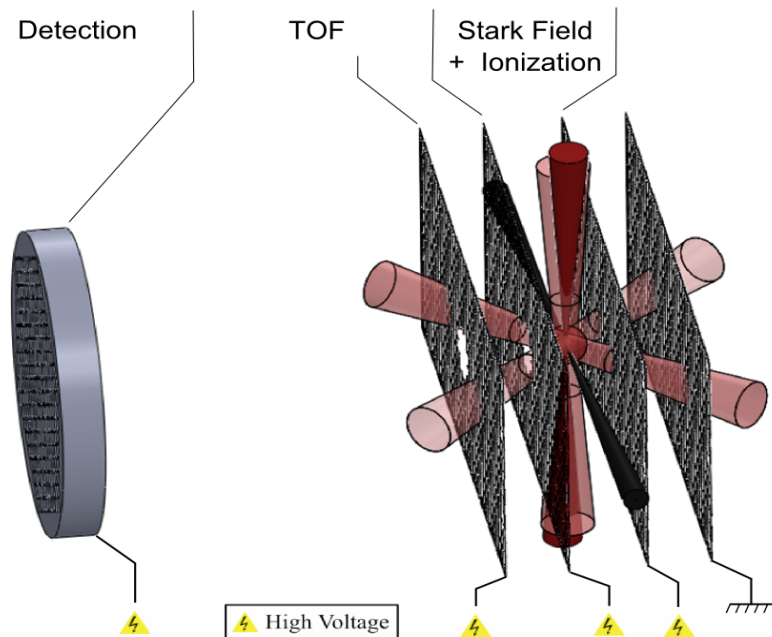 Detection
TOF
Stark Field
+ Ionization
High Voltage